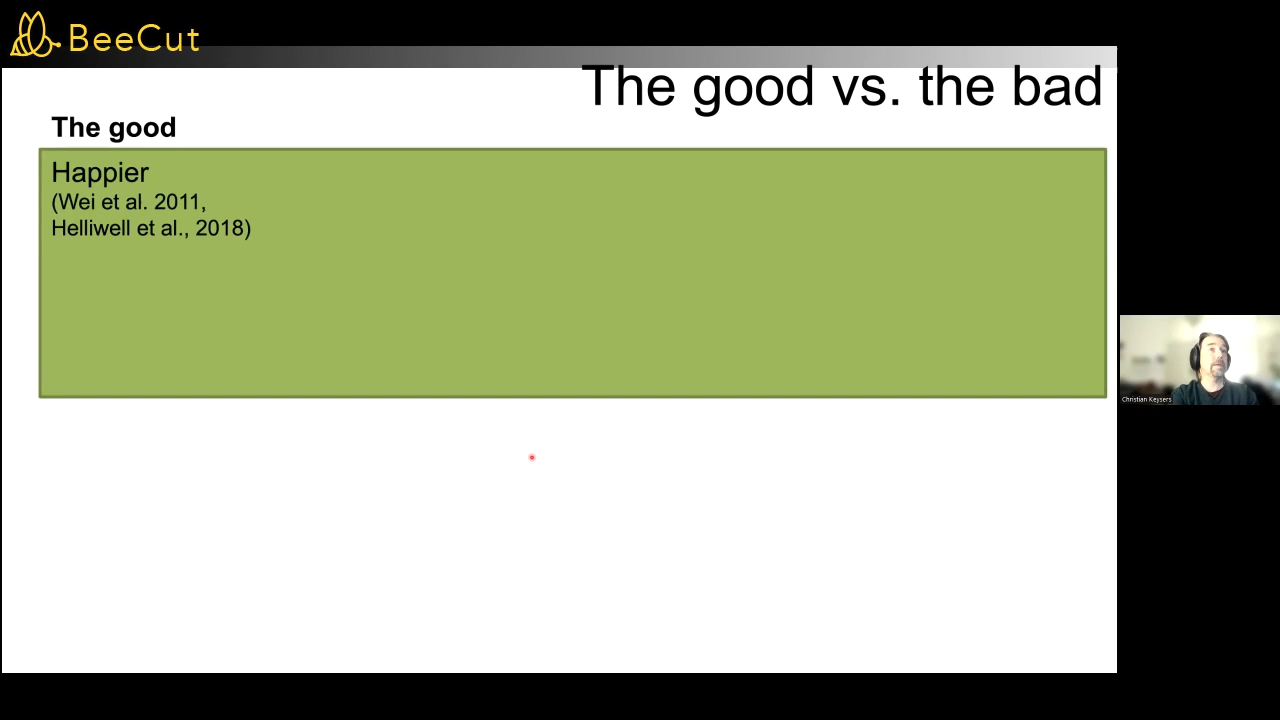 BeeCut
The good vs. the bad
The good
Happier
(Wei et al. 2011,
Helliwell et al., 2018)
Christian Keysers